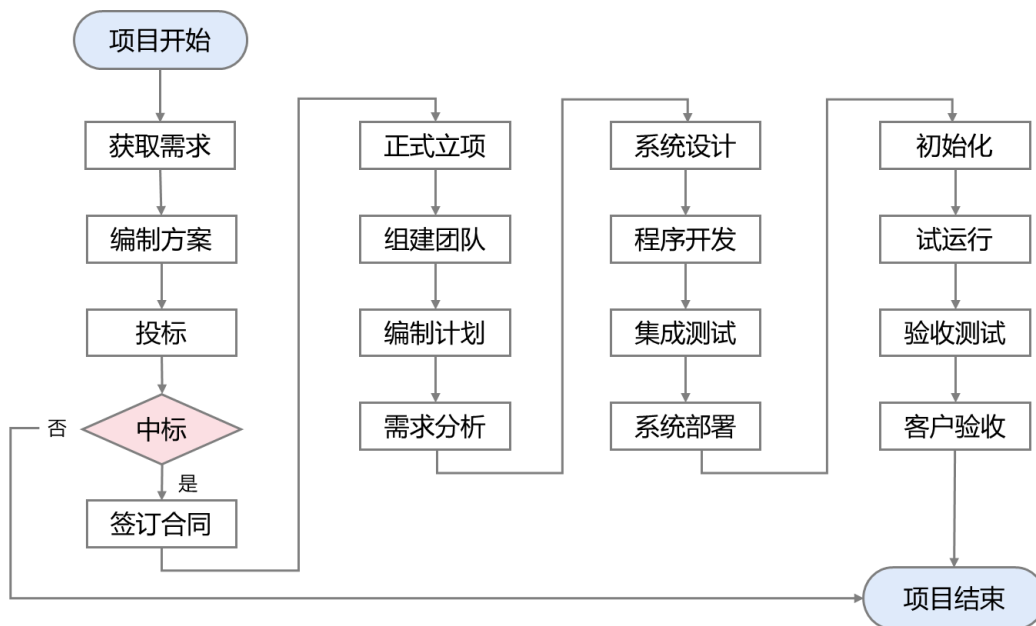 项目开始
获取需求
编制方案
投标
中标
否
是
签订合同
正式立项
组建团队
编制计划
需求分析
系统设计
程序开发
集成测试
系统部署
初始化
试运行
验收测试
客户验收
项目结束